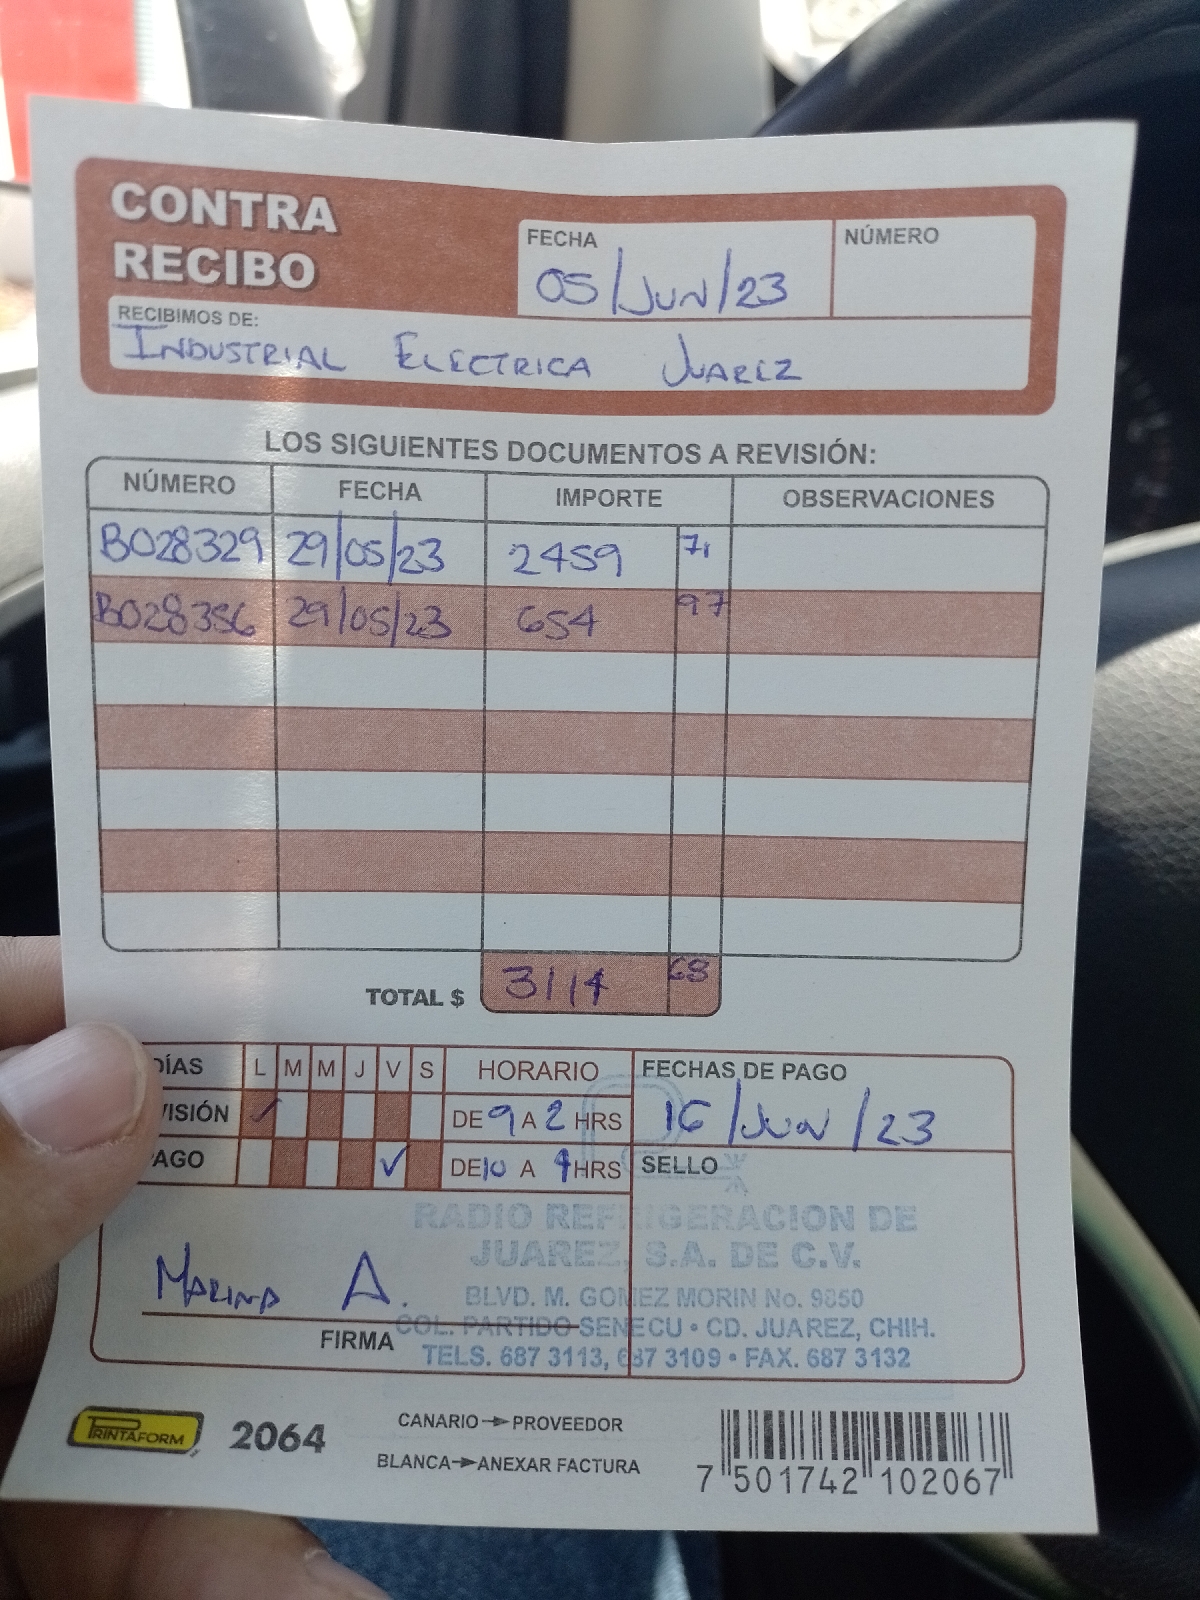 CONTRA
RECIBO
FECHA
05/JUN/23
NÚMERO
RECIBIMOS DE:
INDUSTRIAL ELECTRICA JUAREZ
LOS SIGUIENTES DOCUMENTOS A REVISIÓN:
NÚMERO FECHA IMPORTE OBSERVACIONES
B028329 29/05/23 2459 71
B028356 29/05/23 654 97
TOTAL $ 3114 68
DÍAS L M M J V S HORARIO
VISIÓN DE 9 A 2 HRS
AGO DE 10 A 4 HRS
FECHAS DE PAGO
16/JUN/23
SELLO
RADIO REFRIGERACION DE
JUAREZ, S.A. DE C.V.
BLVD. M. GOMEZ MORIN No. 9850
COL. PARTIDO SENECU • CD. JUAREZ, CHIH.
TELS. 687 3113, 687 3109 • FAX. 687 3132
MARINA A.
FIRMA
PRINTAFORM 2064
CANARIO→PROVEEDOR
BLANCA→ANEXAR FACTURA
7 501742 102067